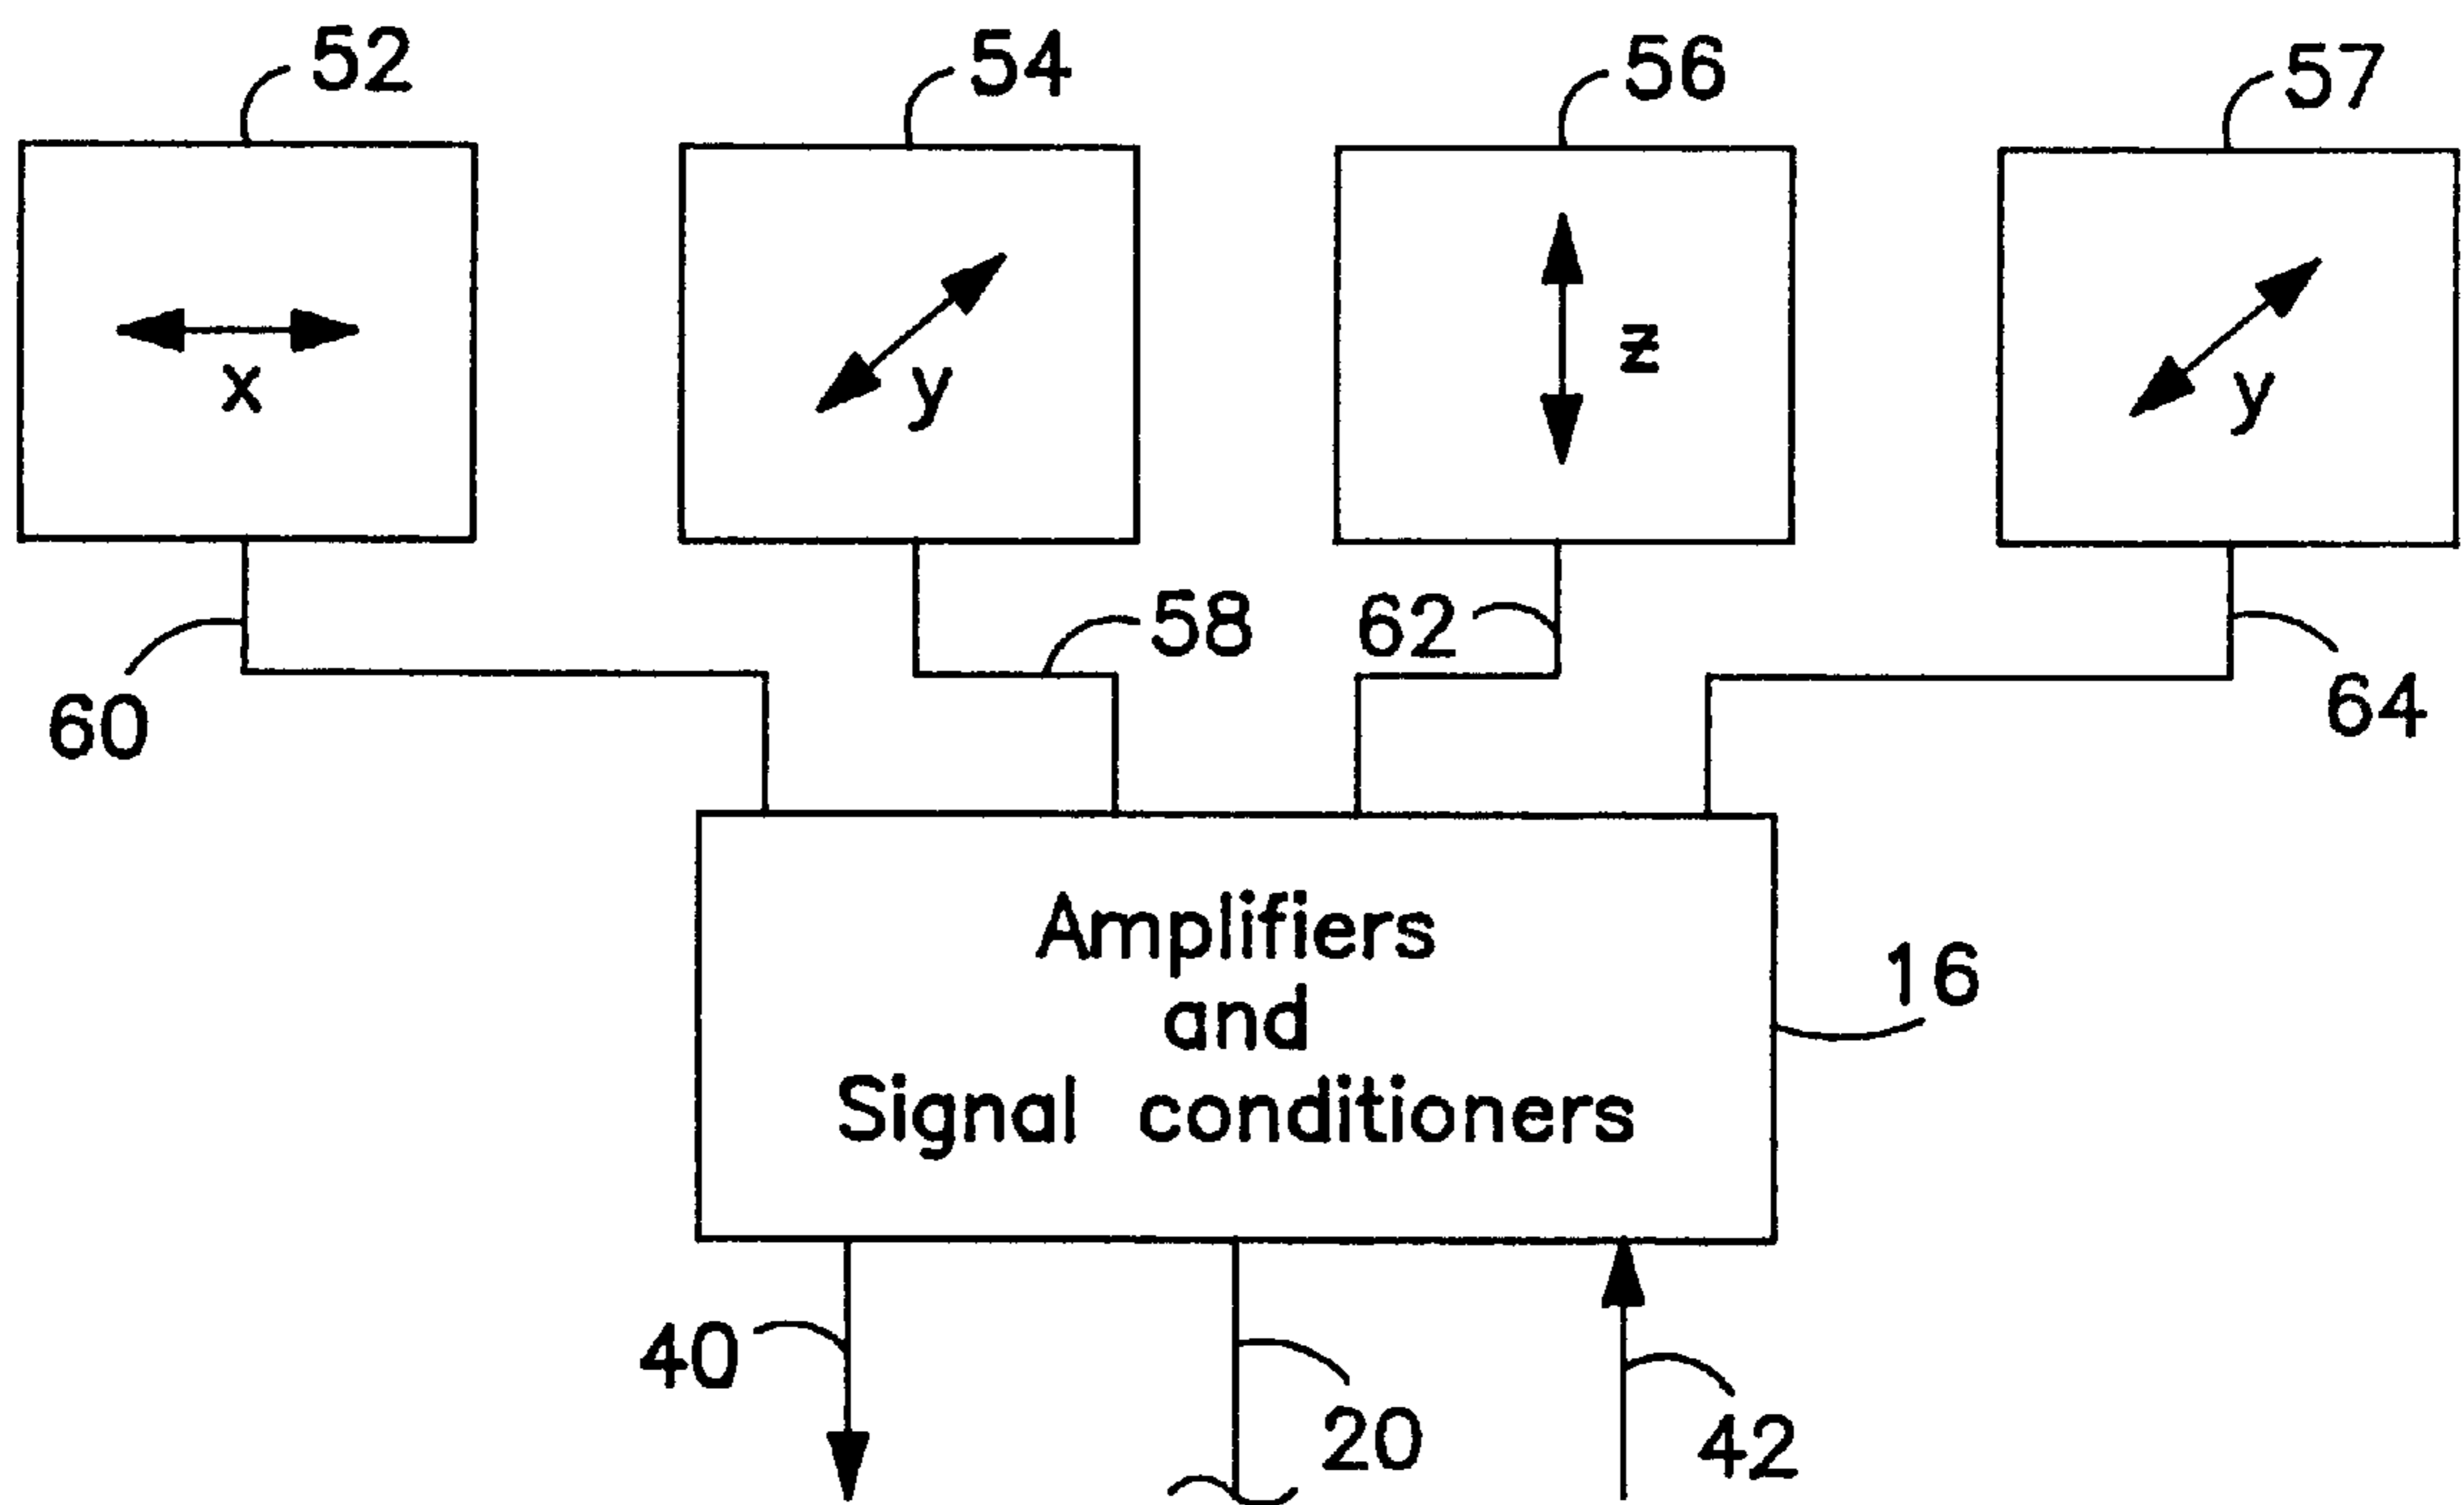 52
54
56
57
x
y
z
y
60
58
62
64
Amplifiers
and
Signal conditioners
16
40
20
42